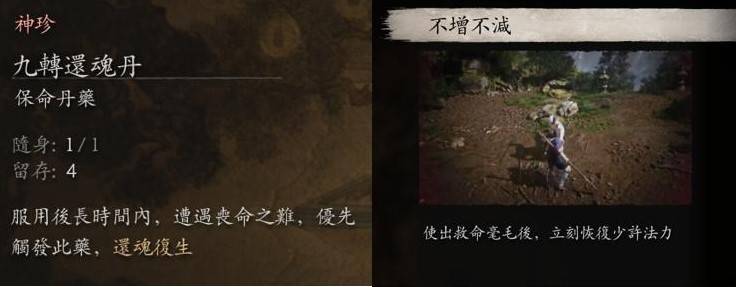 神珍
九轉還魂丹
保命丹藥
隨身: 1/1
留存: 4
服用後長時間內，遭遇喪命之難，優先
觸發此藥，還魂復生
不增不減
使出救命毫毛後，立刻恢復少許法力